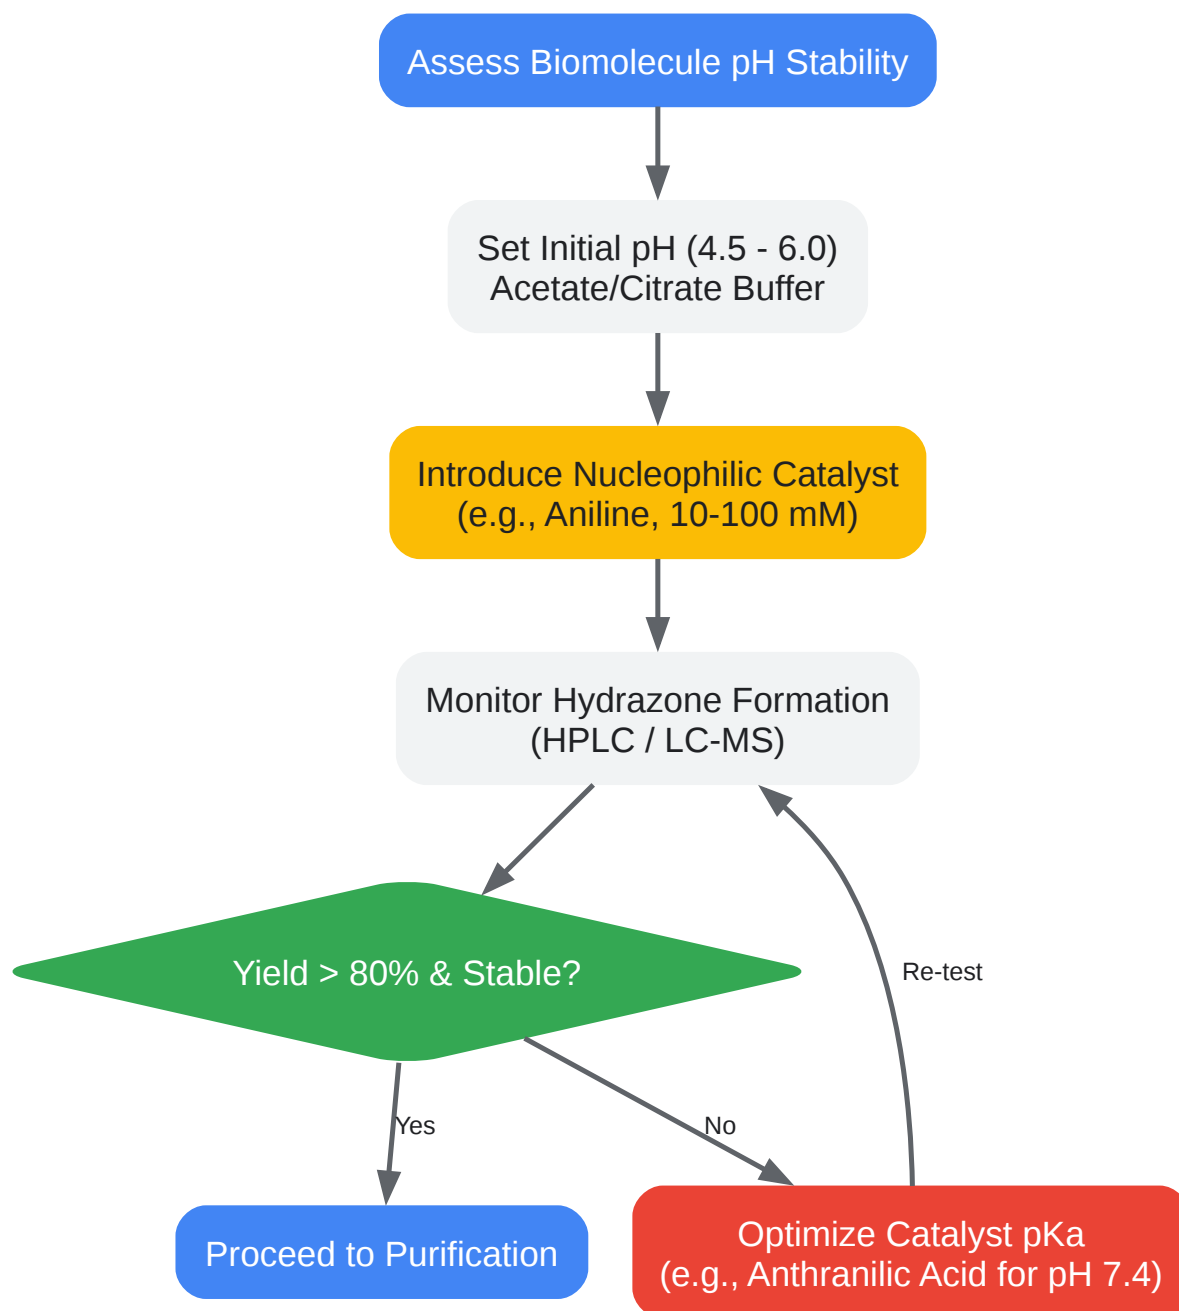 Assess Biomolecule pH Stability
Set Initial pH (4.5 - 6.0)
Acetate/Citrate Buffer
Introduce Nucleophilic Catalyst
(e.g., Aniline, 10-100 mM)
Monitor Hydrazone Formation
(HPLC / LC-MS)
Yield > 80% & Stable?
Re-test
Yes
No
Proceed to Purification
Optimize Catalyst pKa
(e.g., Anthranilic Acid for pH 7.4)